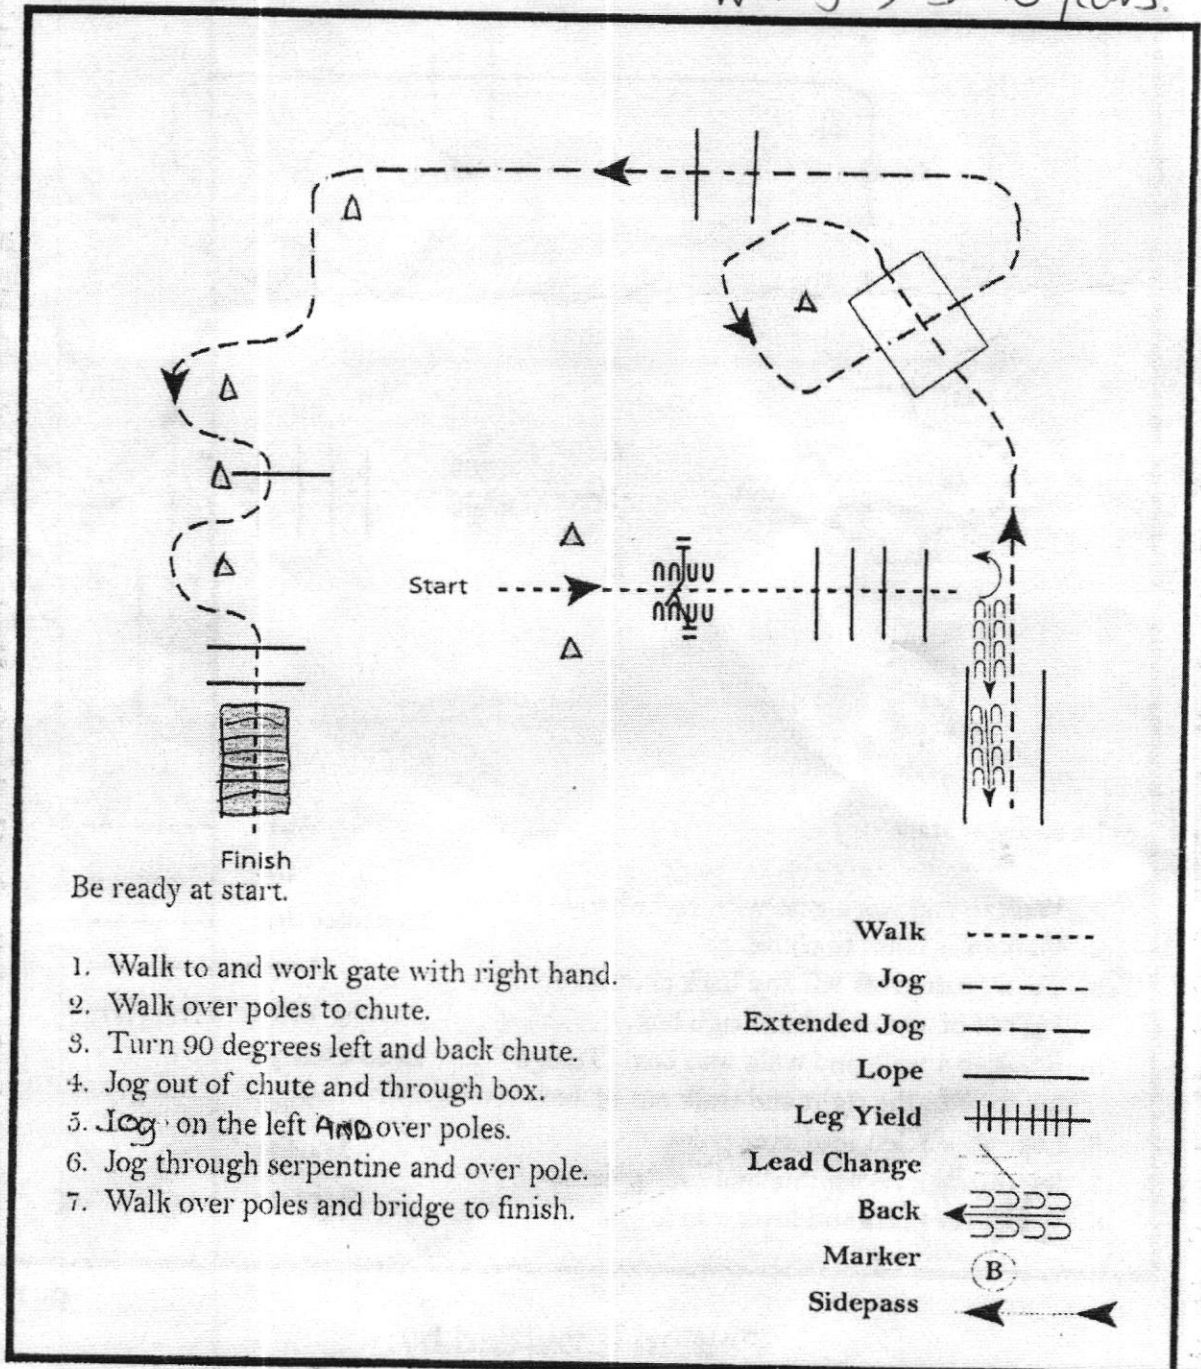 Start
Finish
Be ready at start.
1. Walk to and work gate with right hand.
2. Walk over poles to chute.
3. Turn 90 degrees left and back chute.
4. Jog out of chute and through box.
5. Jog on the left AND over poles.
6. Jog through serpentine and over pole.
7. Walk over poles and bridge to finish.
Walk
Jog
Extended Jog
Lope
Leg Yield
Lead Change
Back
Marker
B
Sidepass